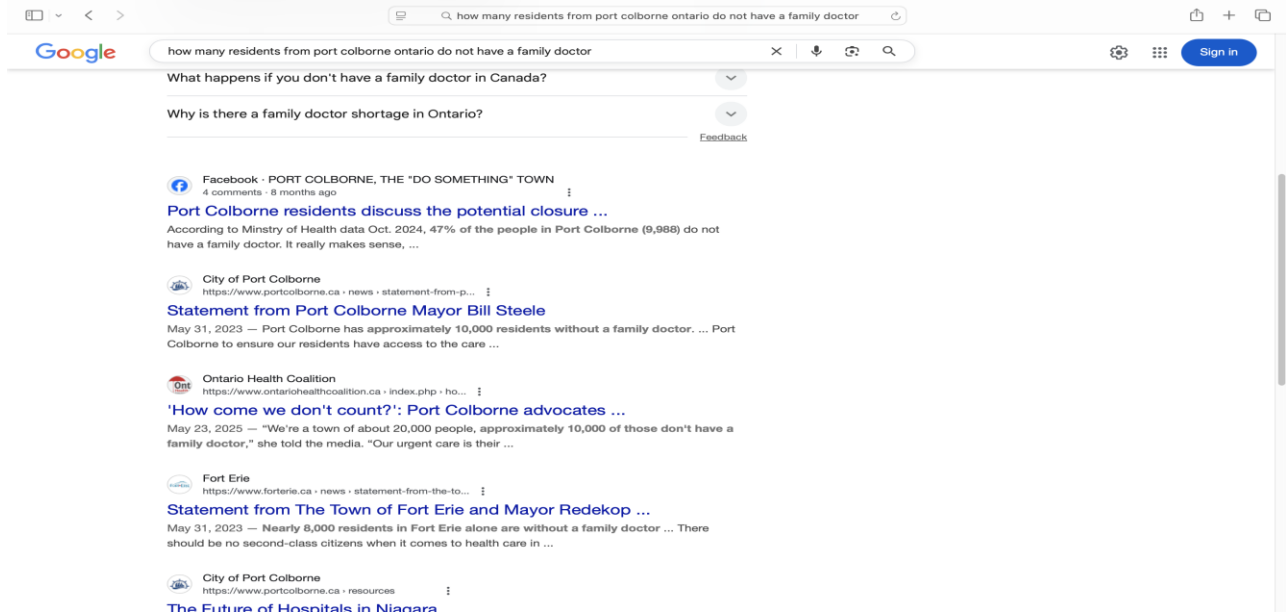 how many residents from port colborne ontario do not have a family doctor
Google
how many residents from port colborne ontario do not have a family doctor
Sign in
What happens if you don't have a family doctor in Canada?
Why is there a family doctor shortage in Ontario?
Feedback
Facebook · PORT COLBORNE, THE "DO SOMETHING" TOWN
4 comments · 8 months ago
Port Colborne residents discuss the potential closure ...
According to Minstry of Health data Oct. 2024, 47% of the people in Port Colborne (9,988) do not
have a family doctor. It really makes sense, ...
City of Port Colborne
https://www.portcolborne.ca › news › statement-from-p...
Statement from Port Colborne Mayor Bill Steele
May 31, 2023 — Port Colborne has approximately 10,000 residents without a family doctor. ... Port
Colborne to ensure our residents have access to the care ...
Ont
Ontario Health Coalition
https://www.ontariohealthcoalition.ca › index.php › ho...
'How come we don't count?': Port Colborne advocates ...
May 23, 2025 — “We're a town of about 20,000 people, approximately 10,000 of those don’t have a
family doctor,” she told the media. “Our urgent care is their ...
Fort Erie
https://www.forterie.ca › news › statement-from-the-to...
Statement from The Town of Fort Erie and Mayor Redekop ...
May 31, 2023 — Nearly 8,000 residents in Fort Erie alone are without a family doctor ... There
should be no second-class citizens when it comes to health care in ...
City of Port Colborne
https://www.portcolborne.ca › resources
The Future of Hospitals in Niagara